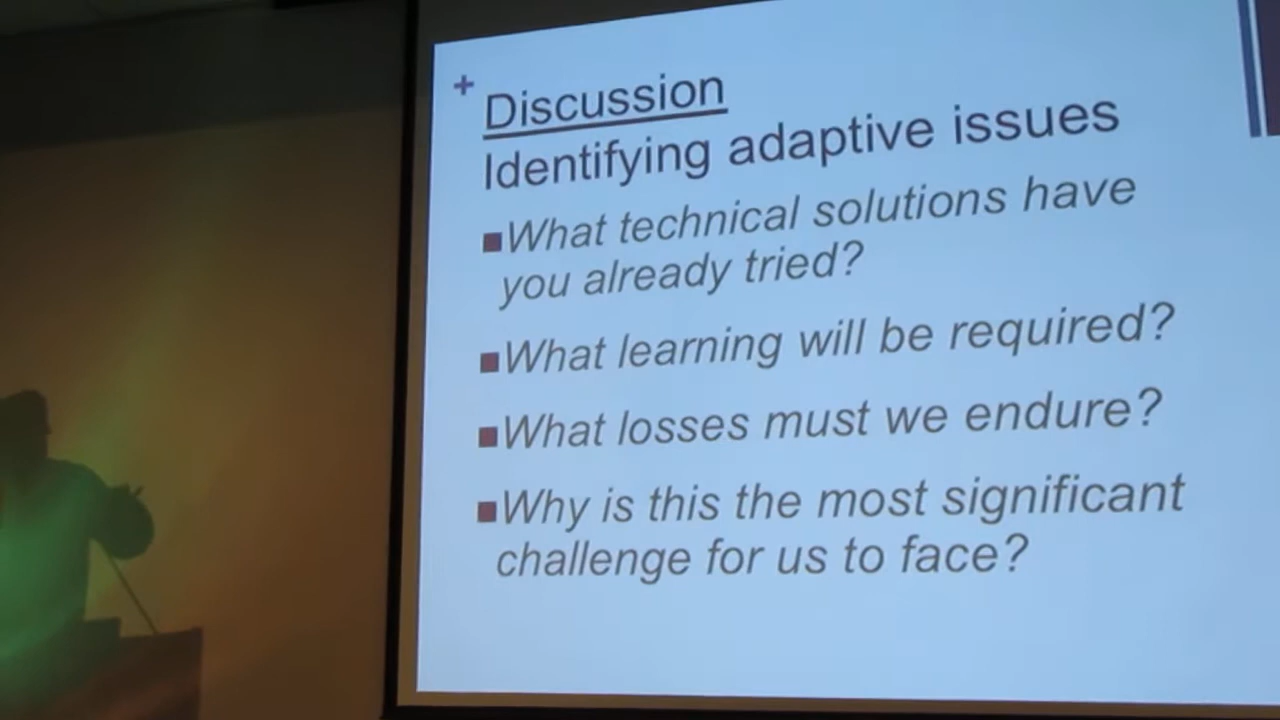 +
Discussion
Identifying adaptive issues
■What technical solutions have
you already tried?
■What learning will be required?
■What losses must we endure?
■Why is this the most significant
challenge for us to face?